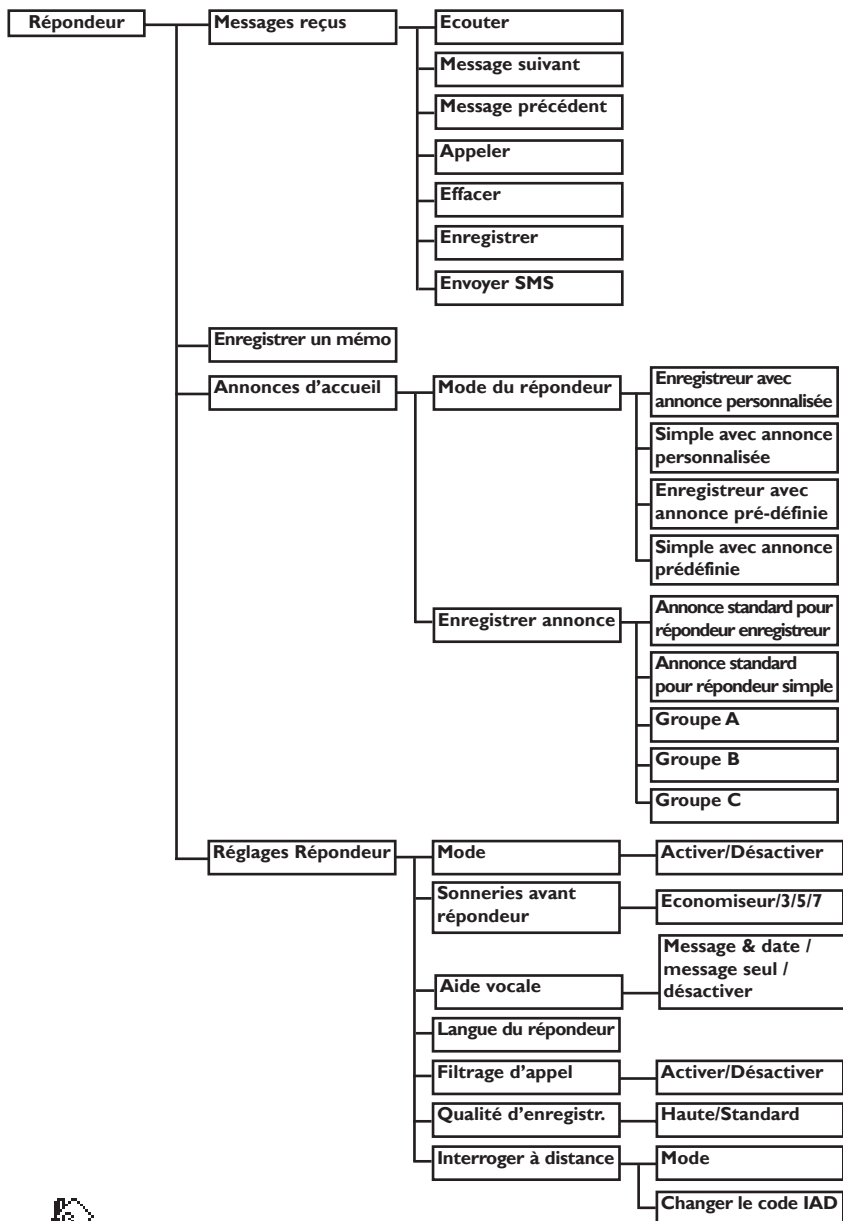 Répondeur
Messages reçus
Ecouter
Message suivant
Message précédent
Appeler
Effacer
Enregistrer
Envoyer SMS
Enregistrer un mémo
Annonces d’accueil
Mode du répondeur
Enregistreur avec
annonce personnalisée
Simple avec annonce
personnalisée
Enregistreur avec
annonce pré-définie
Simple avec annonce
prédéfinie
Enregistrer annonce
Annonce standard pour
répondeur enregistreur
Annonce standard
pour répondeur simple
Groupe A
Groupe B
Groupe C
Réglages Répondeur
Mode
Activer/Désactiver
Sonneries avant
répondeur
Economiseur/3/5/7
Aide vocale
Message & date /
message seul /
désactiver
Langue du répondeur
Filtrage d’appel
Activer/Désactiver
Qualité d’enregistr.
Haute/Standard
Interroger à distance
Mode
Changer le code IAD